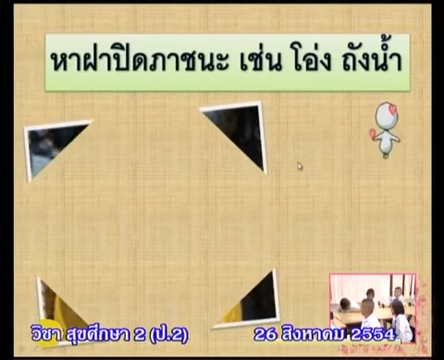 หาฝาปิดภาชนะ เช่น โอ่ง ถังน้ำ
วิชา สุขศึกษา 2 (ป.2)
26 สิงหาคม 2554